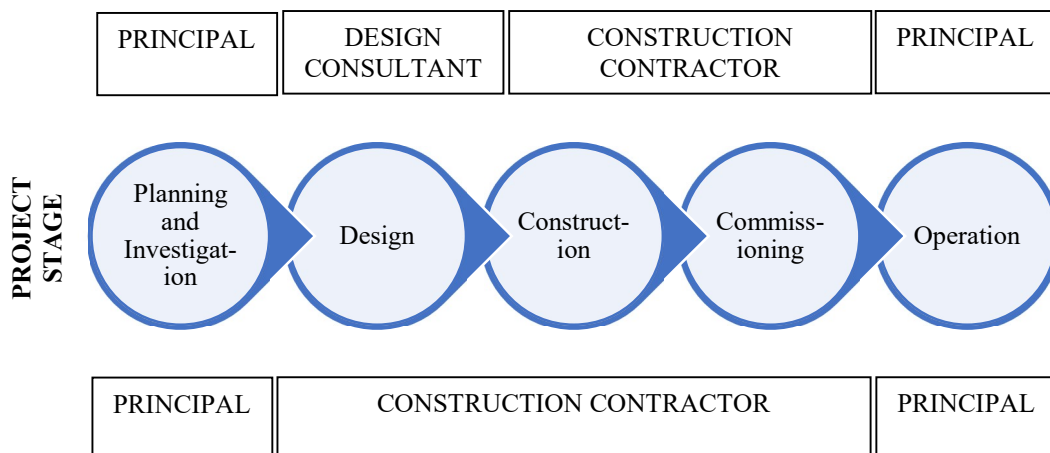 PRINCIPAL
DESIGN
CONSULTANT
CONSTRUCTION
CONTRACTOR
PRINCIPAL
PROJECT
STAGE
Planning
and
Investigat-
ion
Design
Construct-
ion
Commiss-
ioning
Operation
PRINCIPAL
CONSTRUCTION CONTRACTOR
PRINCIPAL